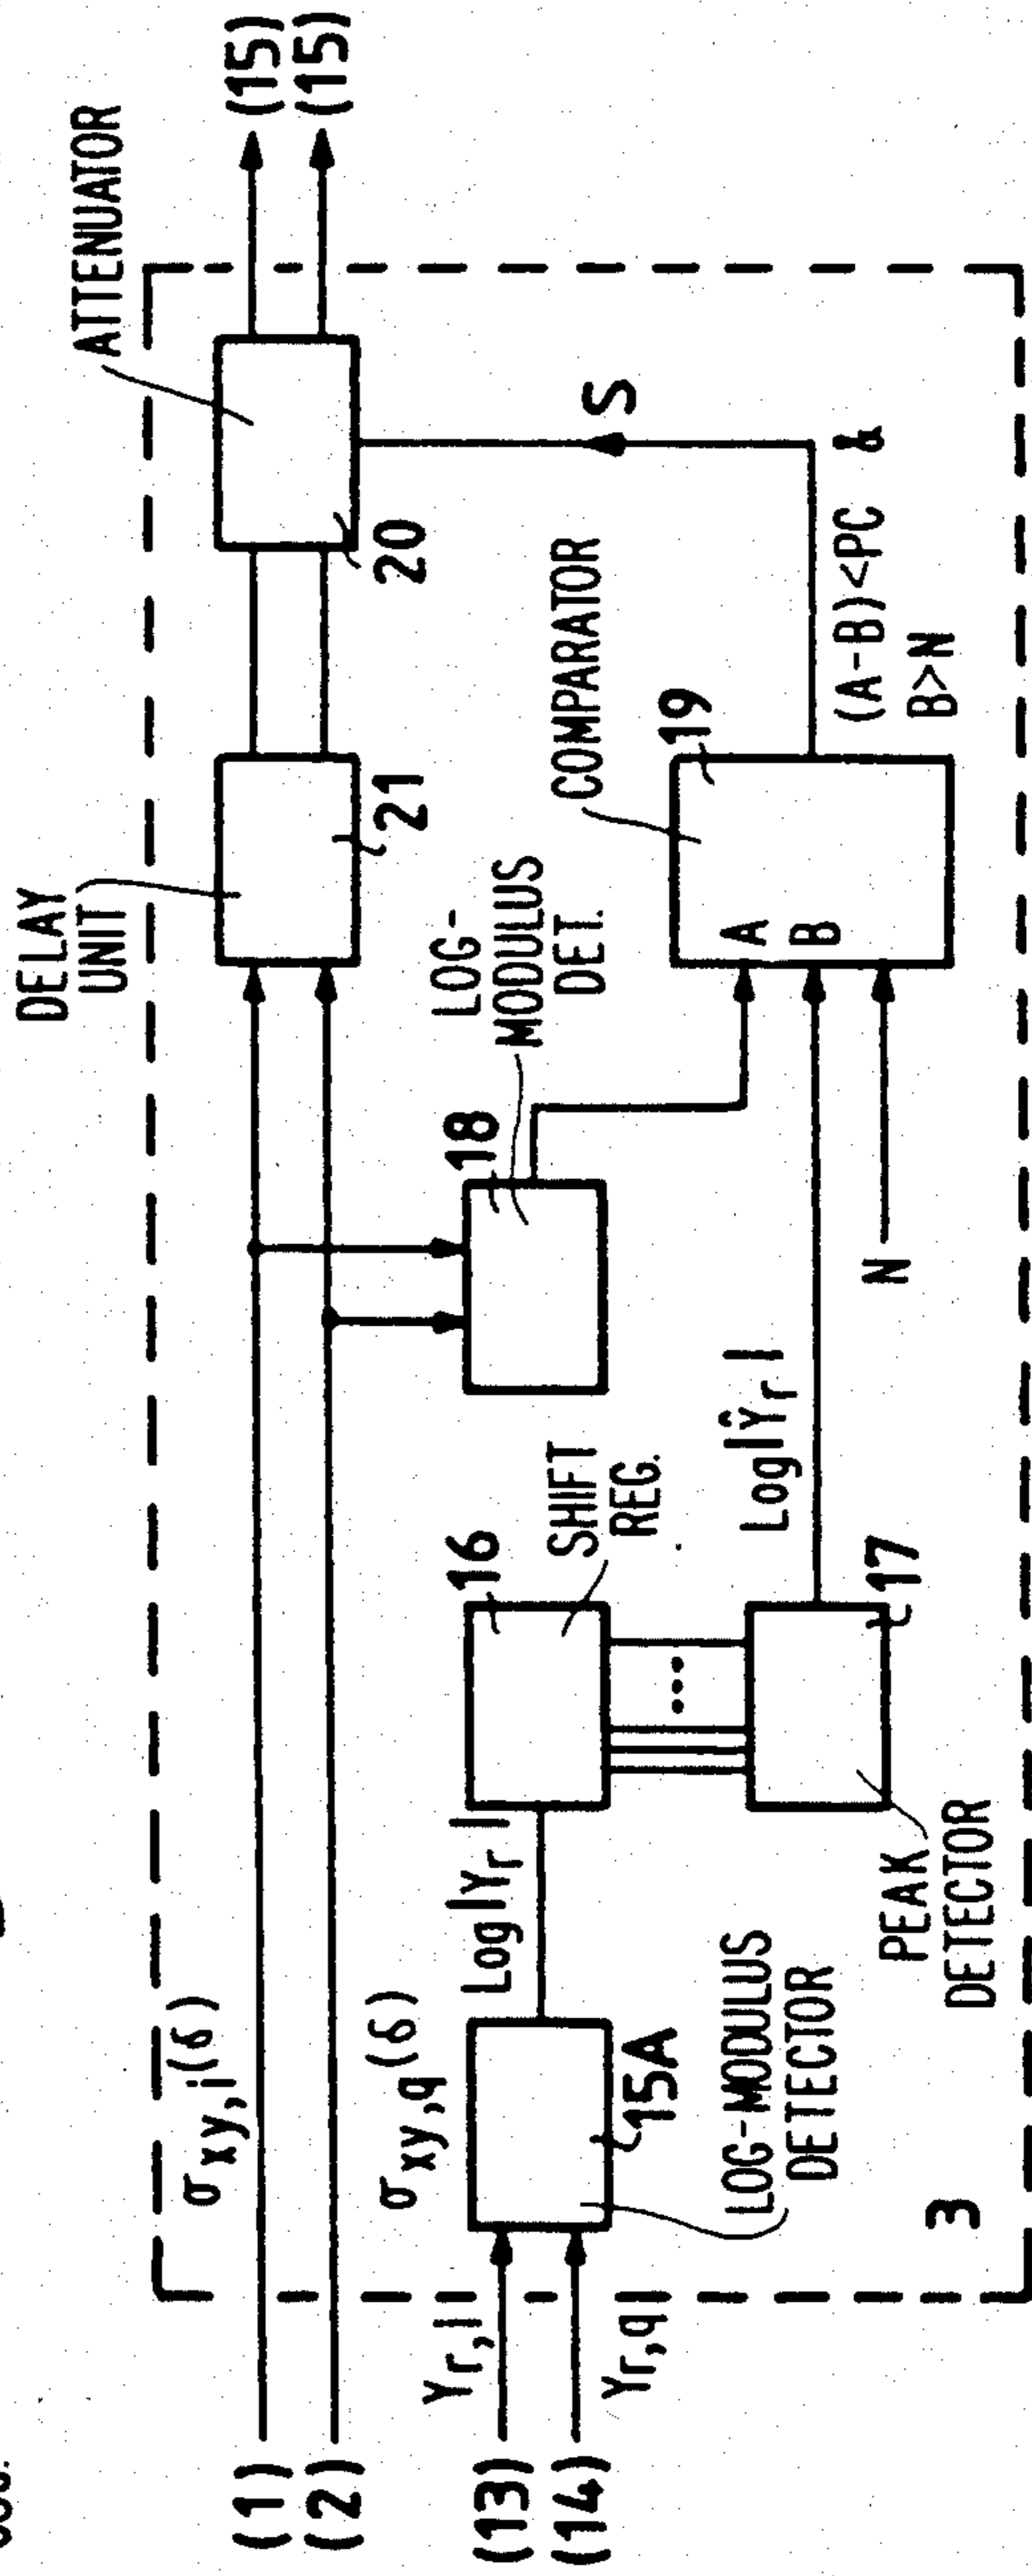 ATTENUATOR
DELAY
UNIT
(1)
σxy,i(δ)
(15)
(2)
(15)
σxy,q(δ)
21
20
LOG-
MODULUS
DET.
18
16
SHIFT
REG.
S
(13)
Yr,i
Log|Yr|
(14)
Yr,q
15A
LOG-MODULUS
DETECTOR
COMPARATOR
19
A
B
Log|Ŷr|
N
(A-B)<PC &
B>N
17
PEAK
DETECTOR
3